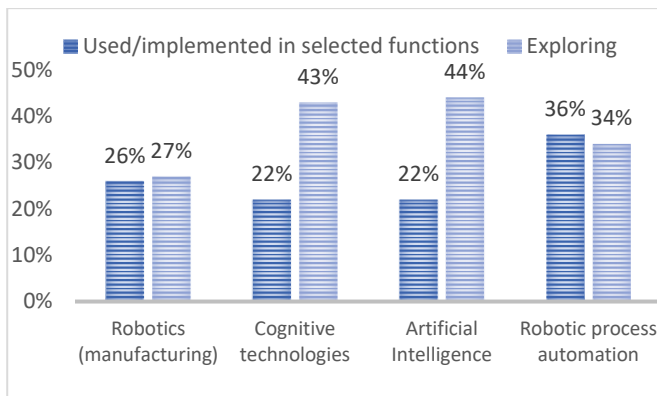 Used/implemented in selected functions Exploring
50%
40%
30%
20%
10%
0%
26% 27% 22% 43% 22% 44% 36% 34%
Robotics (manufacturing)
Cognitive technologies
Artificial Intelligence
Robotic process automation